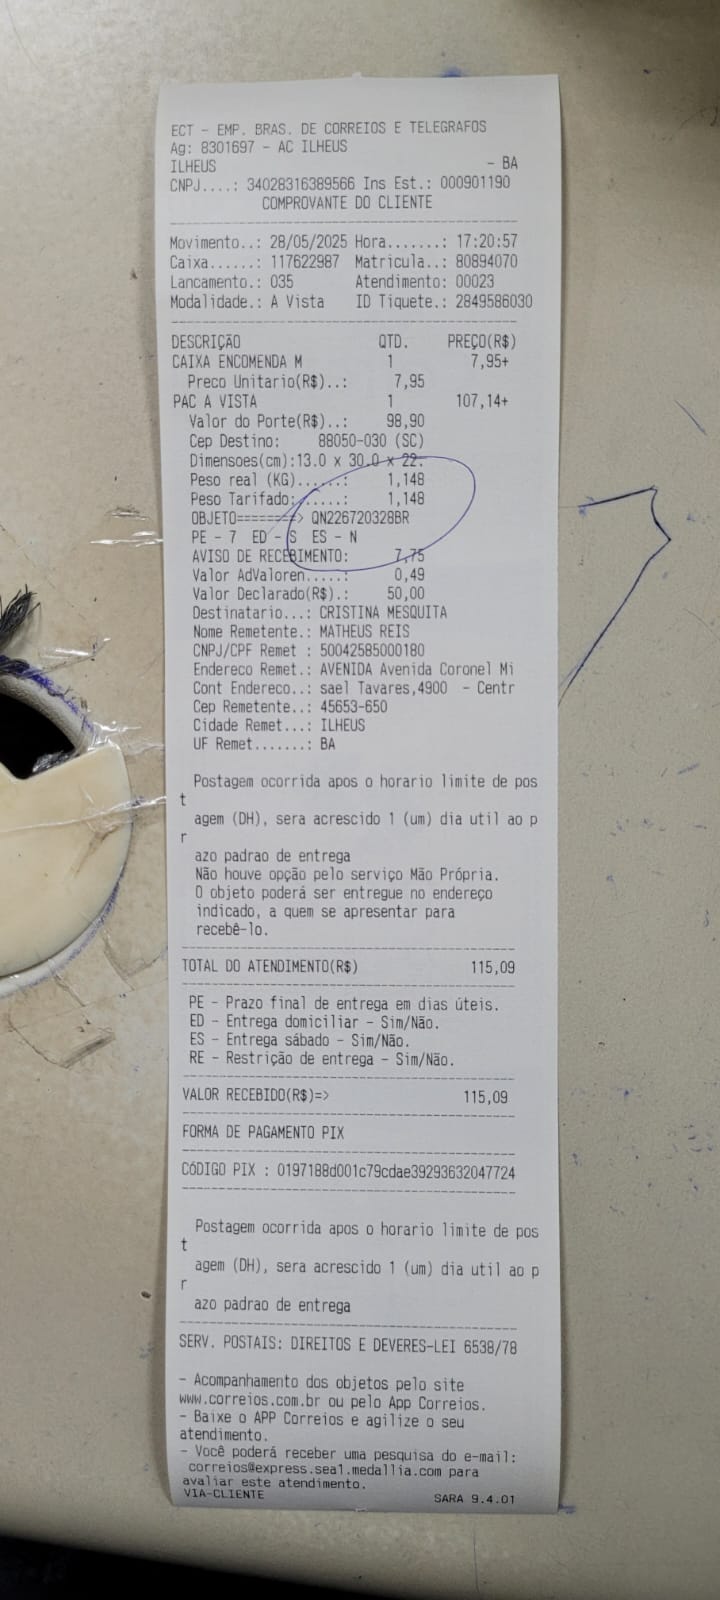 ECT - EMP. BRAS. DE CORREIOS E TELEGRAFOS
Ag: 8301697 - AC ILHEUS
ILHEUS - BA
CNPJ....: 34028316389566 Ins Est.: 000901190
COMPROVANTE DO CLIENTE
Movimento..: 28/05/2025 Hora.......: 17:20:57
Caixa......: 117622987 Matricula..: 80894070
Lancamento.: 035 Atendimento: 00023
Modalidade.: A Vista ID Tiquete.: 2849586030
DESCRIÇÃO QTD. PREÇO(R$)
CAIXA ENCOMENDA M 1 7,95+
Preco Unitario(R$)..: 7,95
PAC A VISTA 1 107,14+
Valor do Porte(R$)..: 98,90
Cep Destino: 88050-030 (SC)
Dimensoes(cm):13.0 x 30.0 x 22.
Peso real (KG)......: 1,148
Peso Tarifado:.....: 1,148
OBJETO========> QN226720328BR
PE - 7 ED - S ES - N
AVISO DE RECEBIMENTO: 7,75
Valor AdValoren.....: 0,49
Valor Declarado(R$).: 50,00
Destinatario...: CRISTINA MESQUITA
Nome Remetente.: MATHEUS REIS
CNPJ/CPF Remet : 50042585000180
Endereco Remet.: AVENIDA Avenida Coronel Mi
Cont Endereco..: sael Tavares,4900 - Centr
Cep Remetente..: 45653-650
Cidade Remet...: ILHEUS
UF Remet.......: BA
Postagem ocorrida apos o horario limite de pos
t
agem (DH), sera acrescido 1 (um) dia util ao p
r
azo padrao de entrega
Não houve opção pelo serviço Mão Própria.
O objeto poderá ser entregue no endereço
indicado, a quem se apresentar para
recebê-lo.
TOTAL DO ATENDIMENTO(R$) 115,09
PE - Prazo final de entrega em dias úteis.
ED - Entrega domiciliar - Sim/Não.
ES - Entrega sábado - Sim/Não.
RE - Restrição de entrega - Sim/Não.
VALOR RECEBIDO(R$)=> 115,09
FORMA DE PAGAMENTO PIX
CÓDIGO PIX : 0197188d001c79cdae39293632047724
Postagem ocorrida apos o horario limite de pos
t
agem (DH), sera acrescido 1 (um) dia util ao p
r
azo padrao de entrega
SERV. POSTAIS: DIREITOS E DEVERES-LEI 6538/78
- Acompanhamento dos objetos pelo site
www.correios.com.br ou pelo App Correios.
- Baixe o APP Correios e agilize o seu
atendimento.
- Você poderá receber uma pesquisa do e-mail:
correios@express.sea1.medallia.com para
avaliar este atendimento.
VIA-CLIENTE SARA 9.4.01